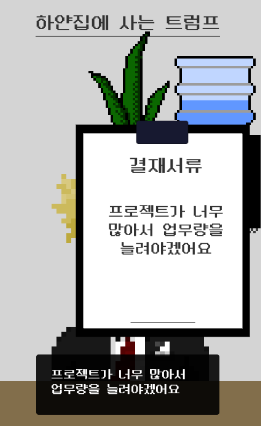 하얀집에 사는 트럼프
결재서류
프로젝트가 너무
많아서 업무량을
늘려야겠어요
프로젝트가 너무 많아서
업무량을 늘려야겠어요